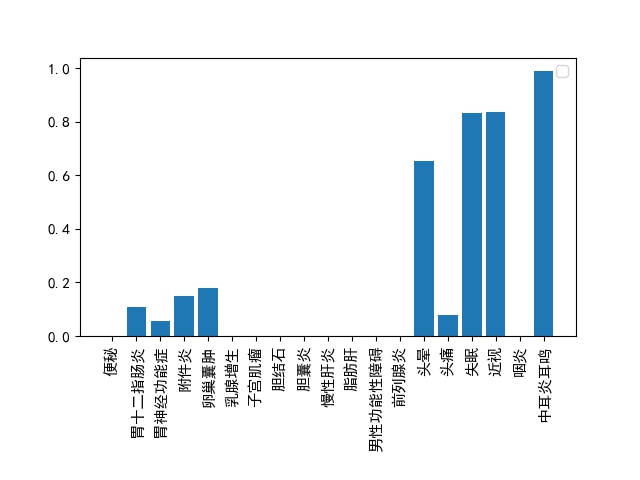 1.0
0.8
0.6
0.4
0.2
0.0
便秘
胃十二指肠炎
胃神经功能症
附件炎
卵巢囊肿
乳腺增生
子宫肌瘤
胆结石
胆囊炎
慢性肝炎
脂肪肝
男性功能性障碍
前列腺炎
头晕
头痛
失眠
近视
咽炎
中耳炎耳鸣